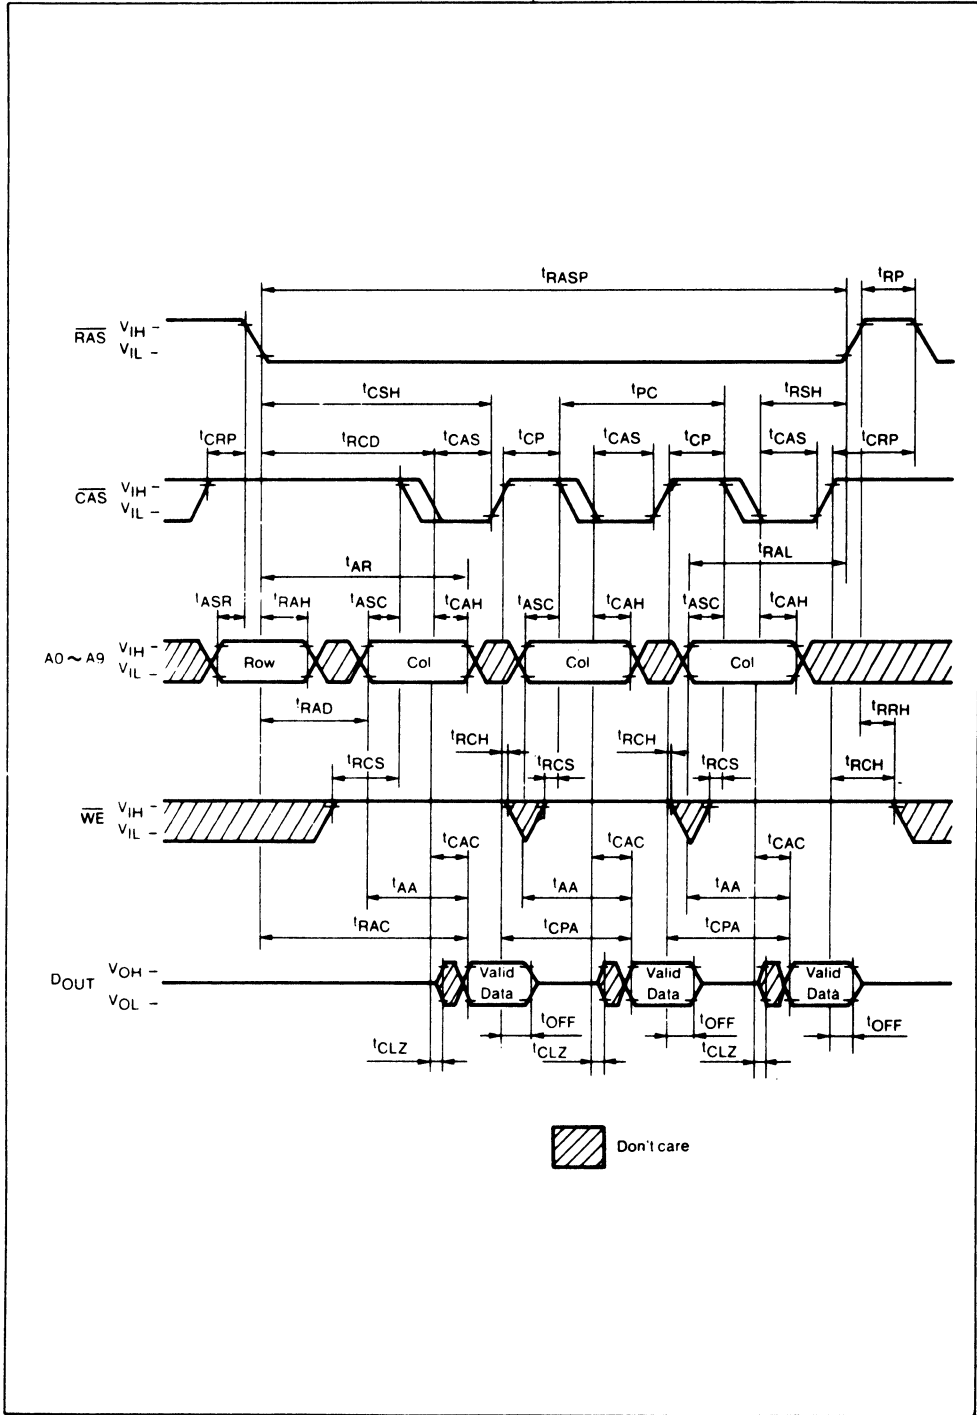 tRASP tRP
RAS VIH –
VIL –
tCSH tPC tRSH
tCRP tRCD tCAS tCP tCAS tCP tCAS tCRP
CAS VIH –
VIL –
tAR tRAL
tASR tRAH tASC tCAH tASC tCAH tASC tCAH
A0 ~ A9 VIH – Row Col Col Col
VIL –
tRAD tRRH
tRCH tRCH
tRCS tRCS tRCS tRCH
WE VIH –
VIL –
tCAC tCAC tCAC
tAA tAA tAA
tRAC tCPA tCPA
DOUT VOH – Valid Data Valid Data Valid Data
VOL –
tOFF tOFF tOFF
tCLZ tCLZ tCLZ
Don't care